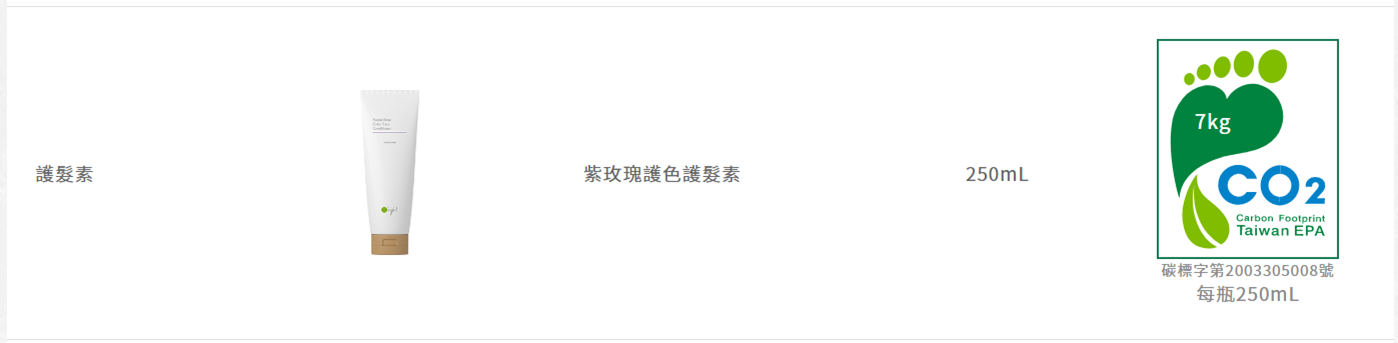 護髮素
紫玫瑰護色護髮素
250mL
7kg
CO2
Carbon Footprint
Taiwan EPA
碳標字第2003305008號
每瓶250mL